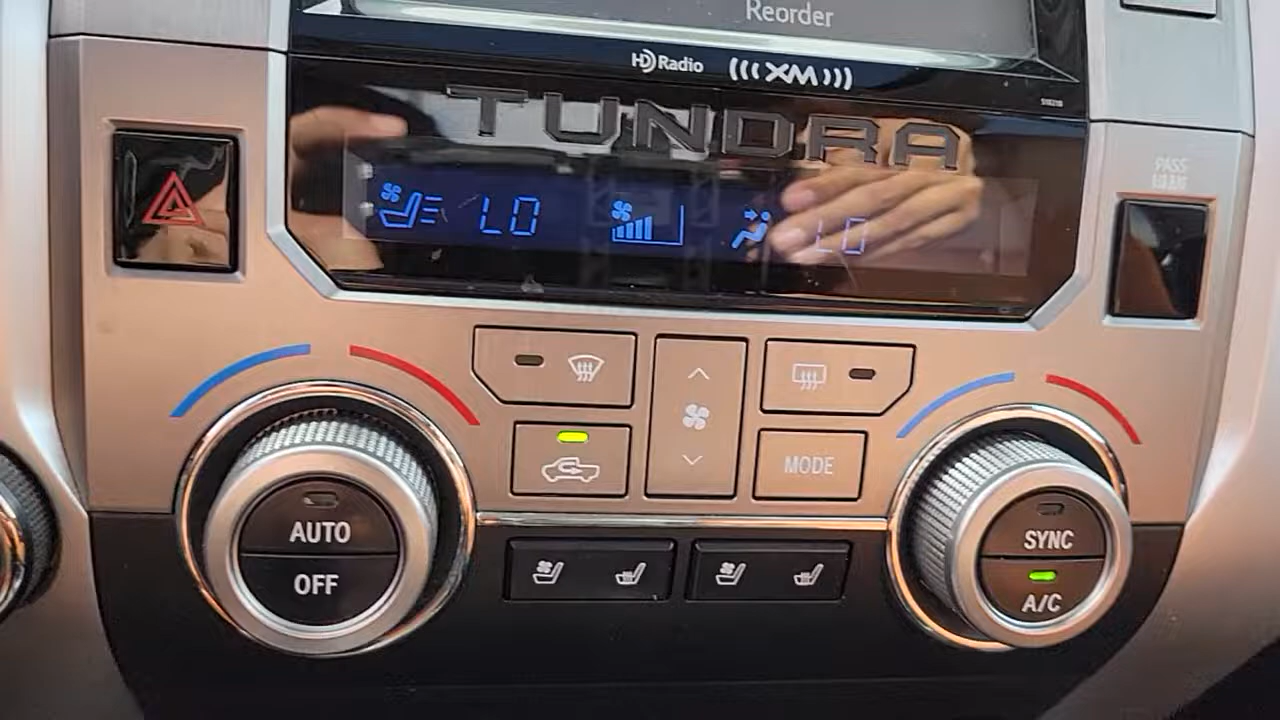 Reorder
HD Radio
(((XM)))
TUNDRA
LO
LO
PASS
AUTO
OFF
MODE
SYNC
A/C